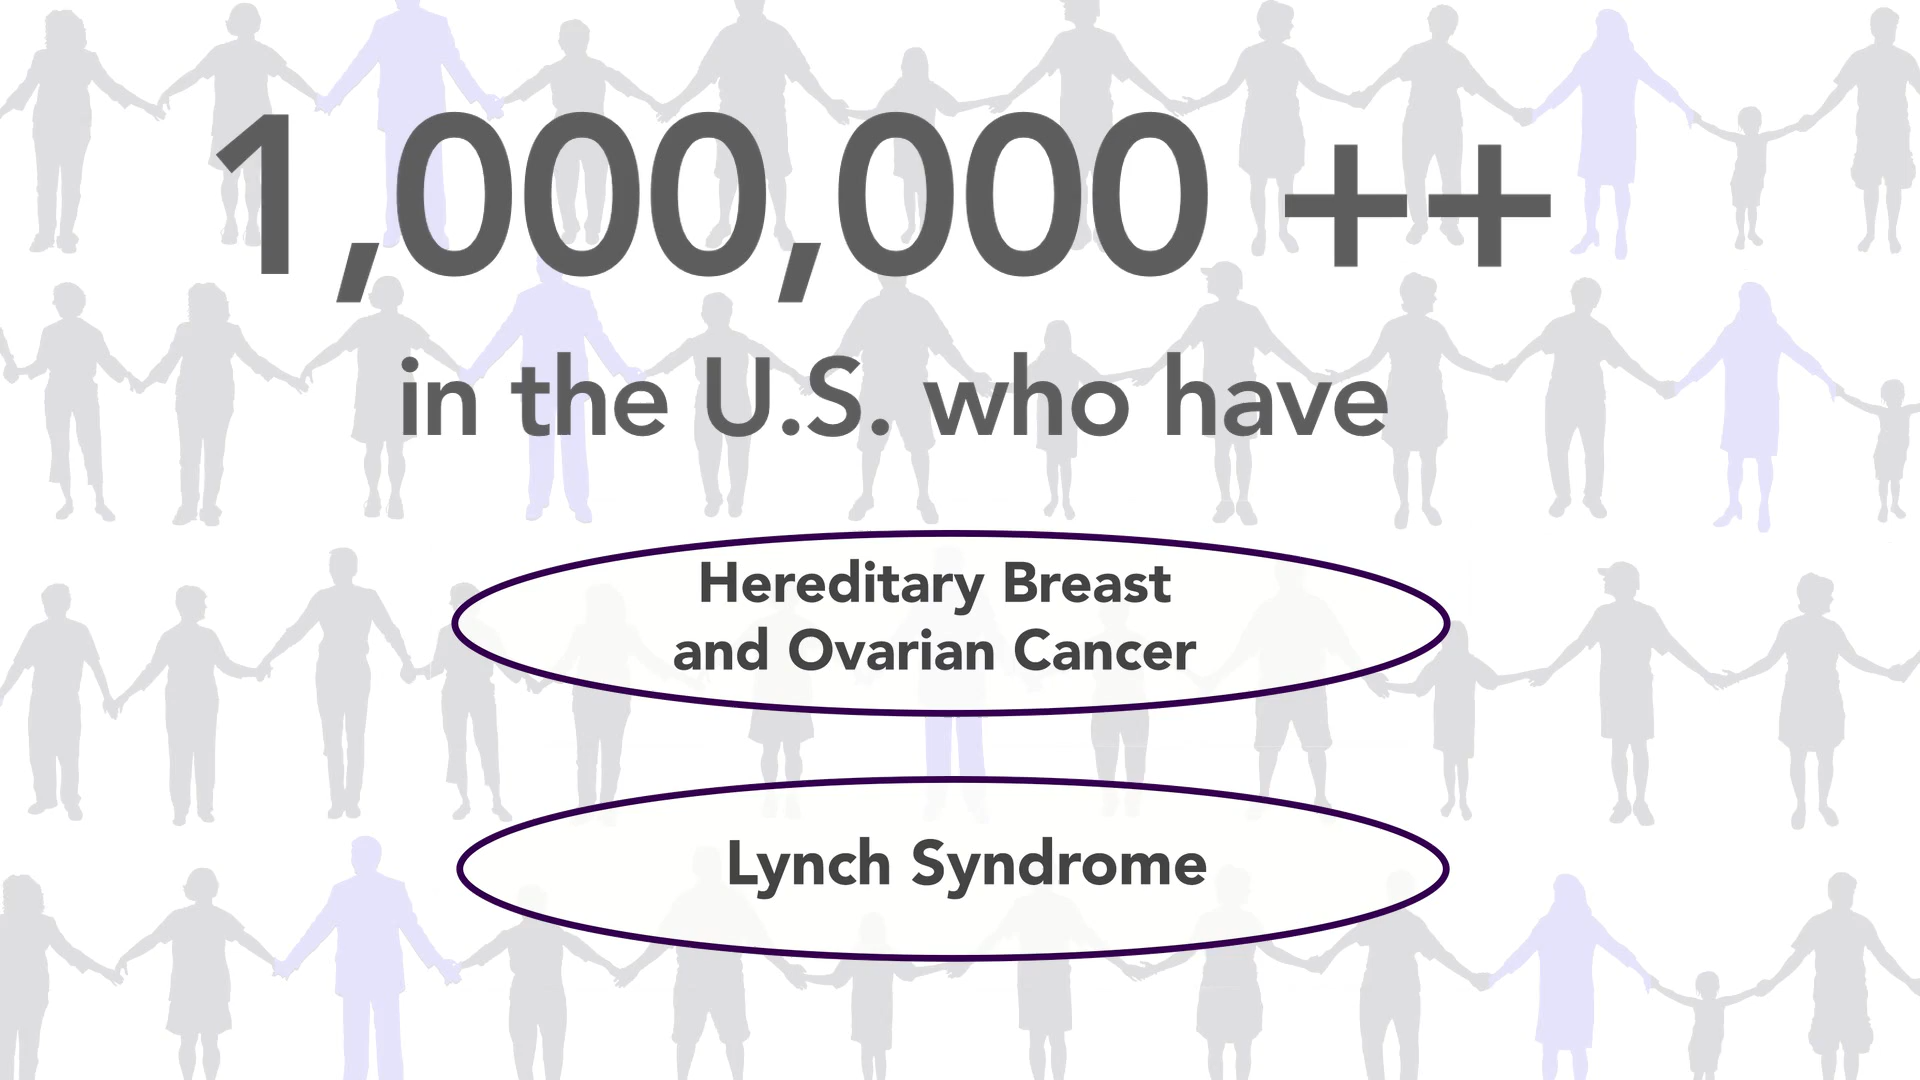 1,000,000 ++
in the U.S. who have
Hereditary Breast
and Ovarian Cancer
Lynch Syndrome